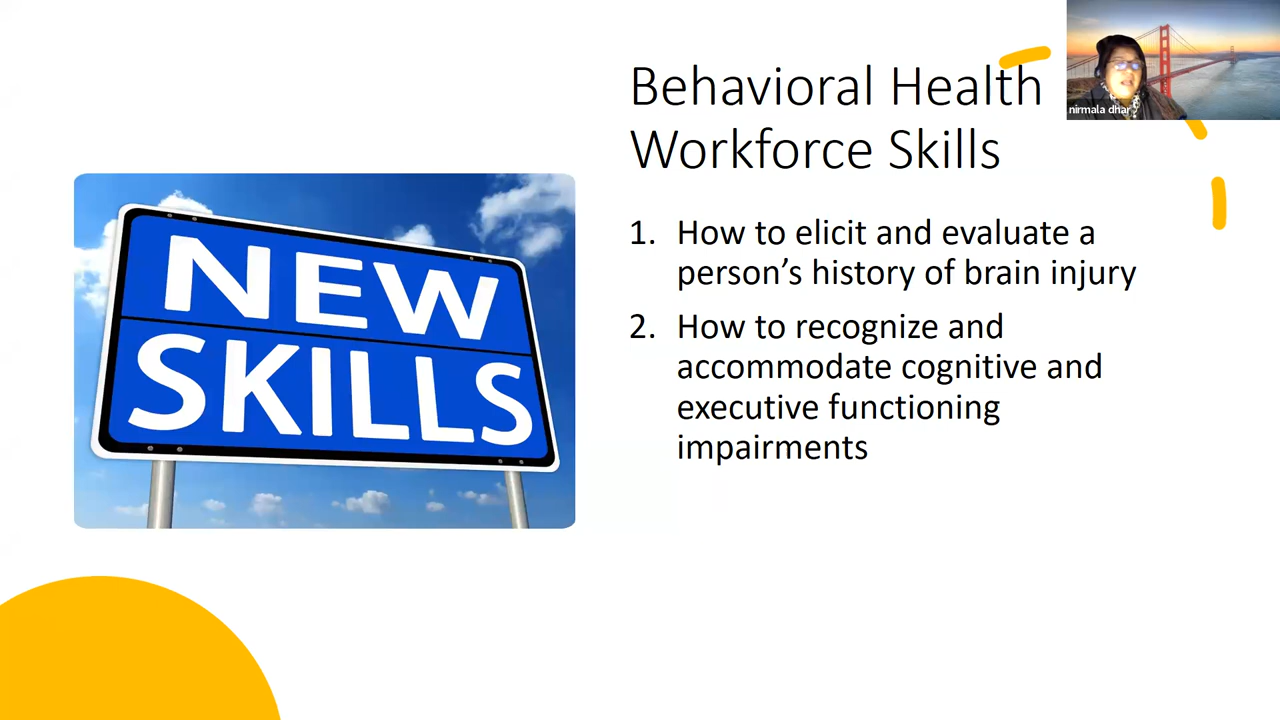 Behavioral Health
Workforce Skills
nirmala dhar
NEW
SKILLS
1. How to elicit and evaluate a
person’s history of brain injury
2. How to recognize and
accommodate cognitive and
executive functioning
impairments